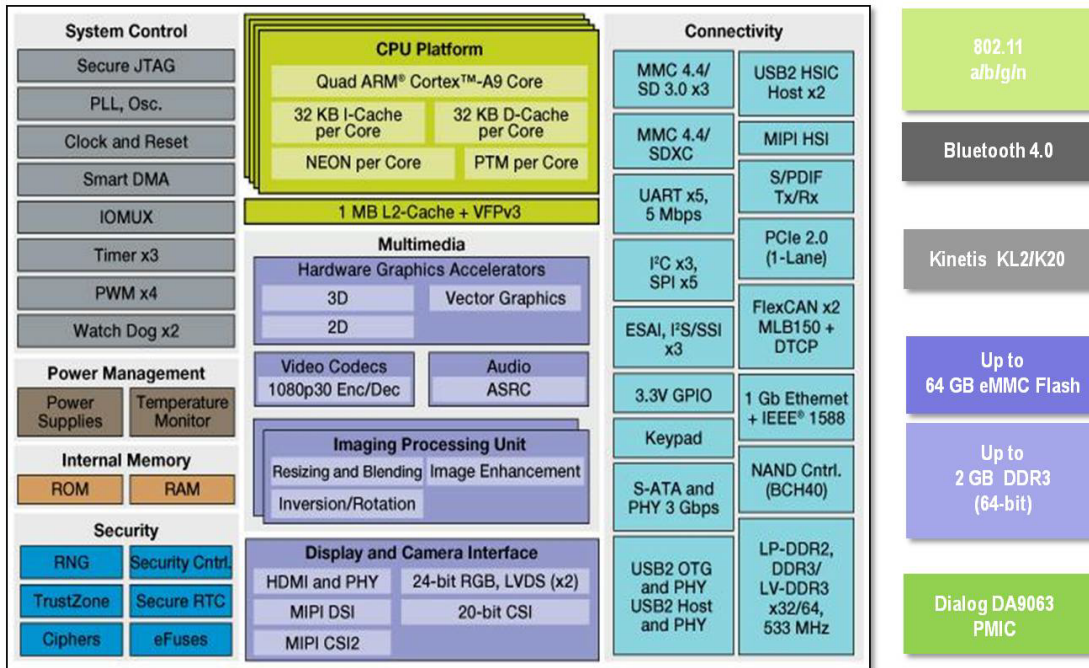 System Control
Secure JTAG
PLL, Osc.
Clock and Reset
Smart DMA
IOMUX
Timer x3
PWM x4
Watch Dog x2
Power Management
Power
Supplies
Temperature
Monitor
Internal Memory
ROM
RAM
Security
RNG
Security Cntrl.
TrustZone
Secure RTC
Ciphers
eFuses
CPU Platform
Quad ARM® Cortex™-A9 Core
32 KB I-Cache
per Core
32 KB D-Cache
per Core
NEON per Core
PTM per Core
1 MB L2-Cache + VFPv3
Multimedia
Hardware Graphics Accelerators
3D
Vector Graphics
2D
Video Codecs
1080p30 Enc/Dec
Audio
ASRC
Imaging Processing Unit
Resizing and Blending
Image Enhancement
Inversion/Rotation
Display and Camera Interface
HDMI and PHY
24-bit RGB, LVDS (x2)
MIPI DSI
20-bit CSI
MIPI CSI2
Connectivity
MMC 4.4/
SD 3.0 x3
MMC 4.4/
SDXC
UART x5,
5 Mbps
I²C x3,
SPI x5
ESAI, I²S/SSI
x3
3.3V GPIO
Keypad
S-ATA and
PHY 3 Gbps
USB2 OTG
and PHY
USB2 Host
and PHY
USB2 HSIC
Host x2
MIPI HSI
S/PDIF
Tx/Rx
PCIe 2.0
(1-Lane)
FlexCAN x2
MLB150 +
DTCP
1 Gb Ethernet
+ IEEE® 1588
NAND Cntrl.
(BCH40)
LP-DDR2,
DDR3/
LV-DDR3
x32/64,
533 MHz
802.11
a/b/g/n
Bluetooth 4.0
Kinetis KL2/K20
Up to
64 GB eMMC Flash
Up to
2 GB DDR3
(64-bit)
Dialog DA9063
PMIC